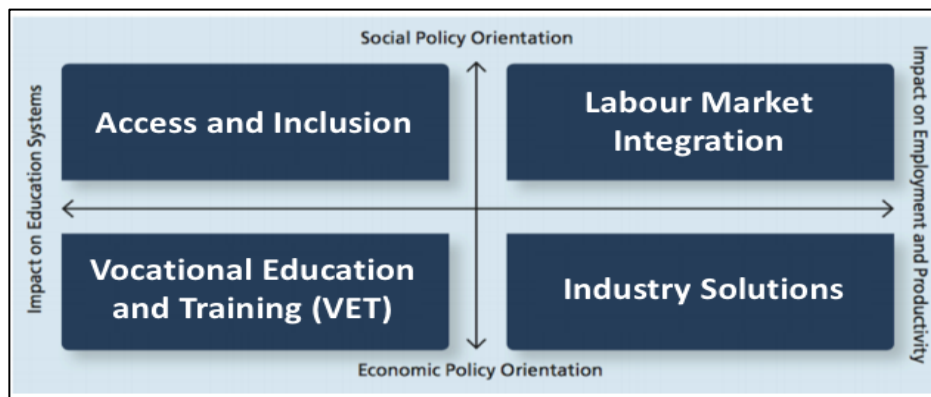 Social Policy Orientation
Impact on Education Systems
Access and Inclusion
Labour Market
Integration
Impact on Employment and Productivity
Vocational Education
and Training (VET)
Industry Solutions
Economic Policy Orientation